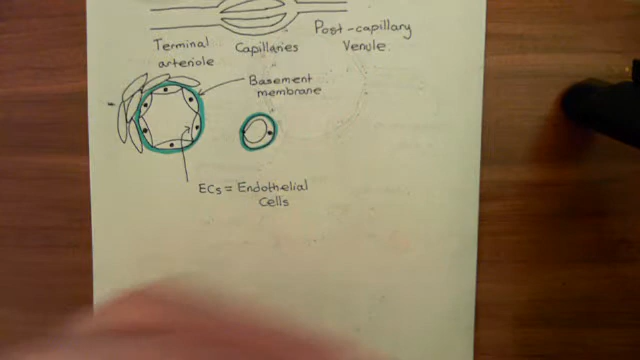 Terminal
arteriole
Capillaries
Post-capillary
Venule.
Basement
membrane
ECs = Endothelial
Cells